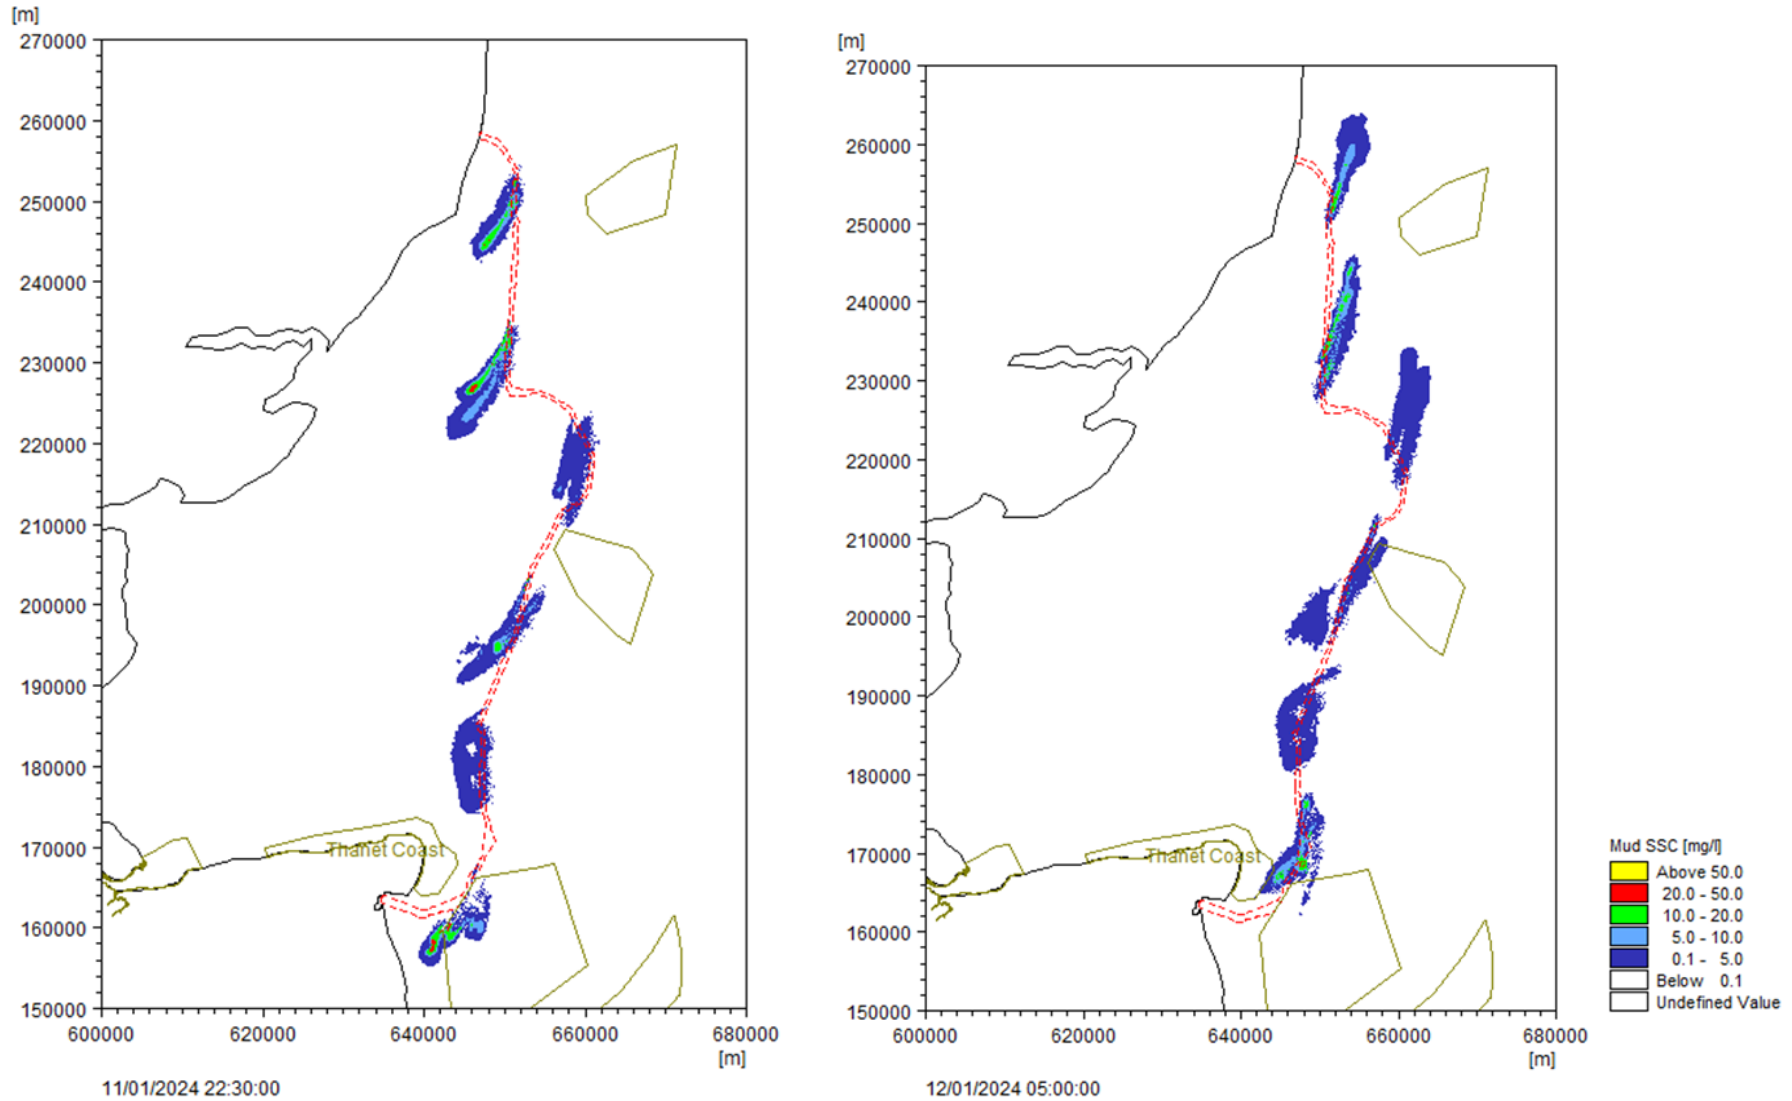 [m]
270000
260000
250000
240000
230000
220000
210000
200000
190000
180000
170000
160000
150000
Thanet Coast
600000 620000 640000 660000 680000
[m]
11/01/2024 22:30:00
[m]
270000
260000
250000
240000
230000
220000
210000
200000
190000
180000
170000
160000
150000
Thanet Coast
600000 620000 640000 660000 680000
[m]
12/01/2024 05:00:00
Mud SSC [mg/l]
Above 50.0
20.0 - 50.0
10.0 - 20.0
5.0 - 10.0
0.1 - 5.0
Below 0.1
Undefined Value